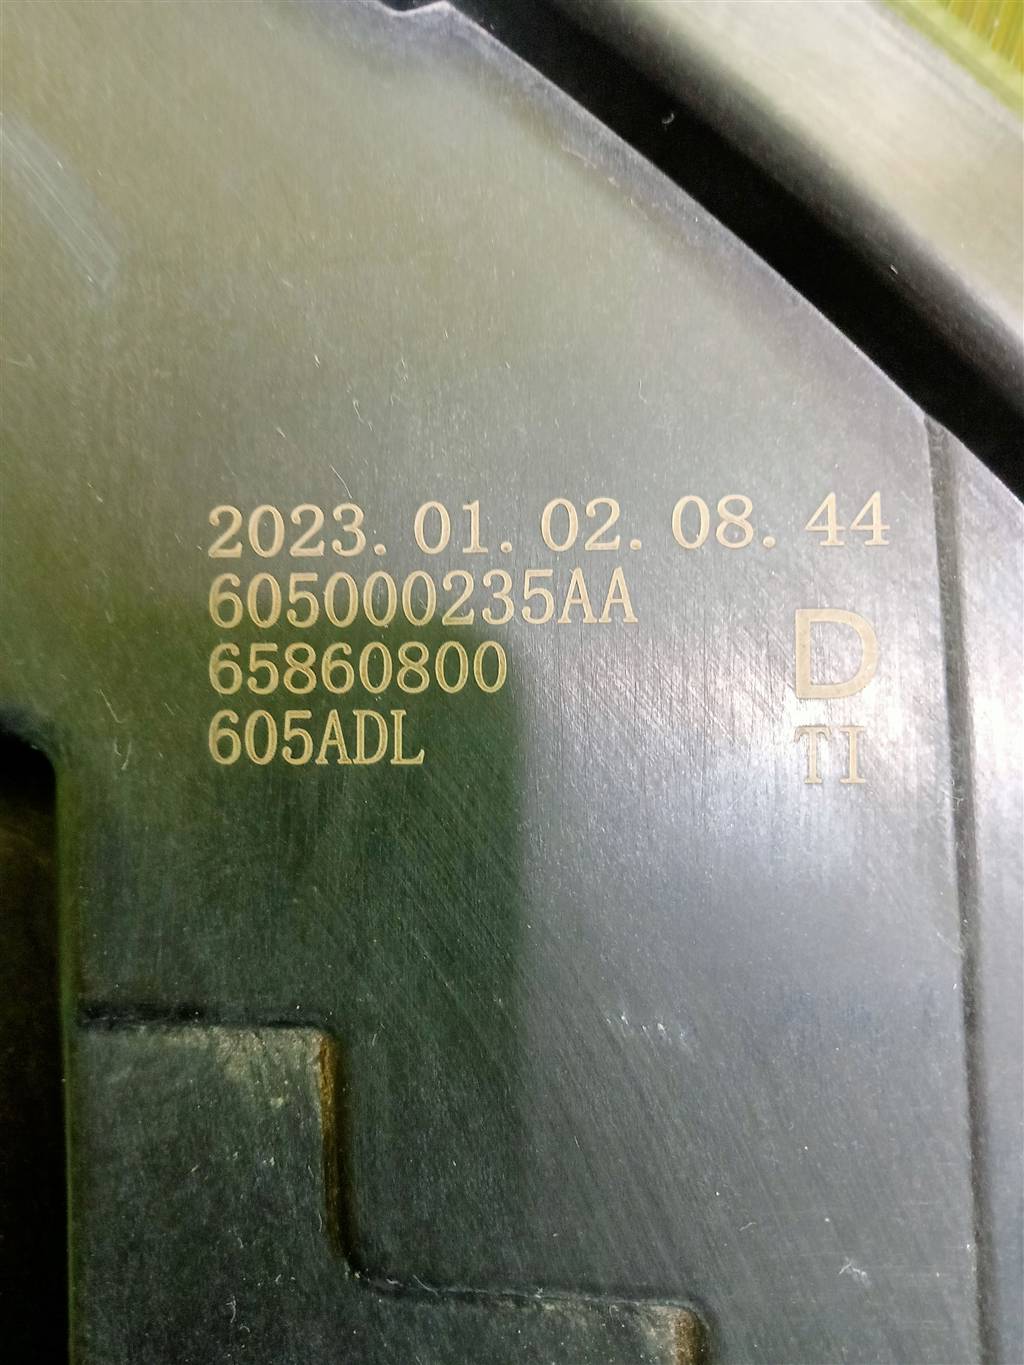 2023. 01. 02. 08. 44
605000235AA
65860800
605ADL
D
TI